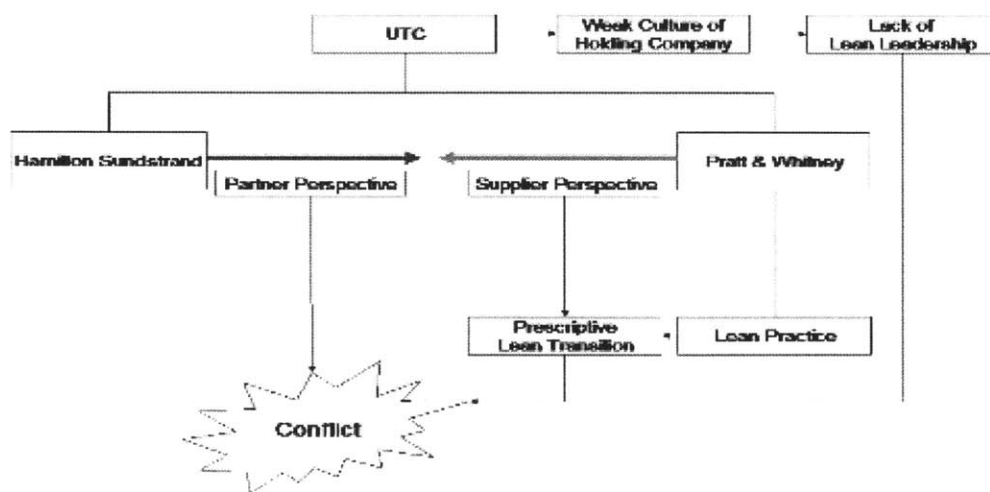 UTC
Weak Culture of
Holding Company
Lack of
Lean Leadership
Hamilton Sundstrand
Pratt & Whitney
Partner Perspective
Supplier Perspective
Prescriptive
Lean Transition
Lean Practice
Conflict